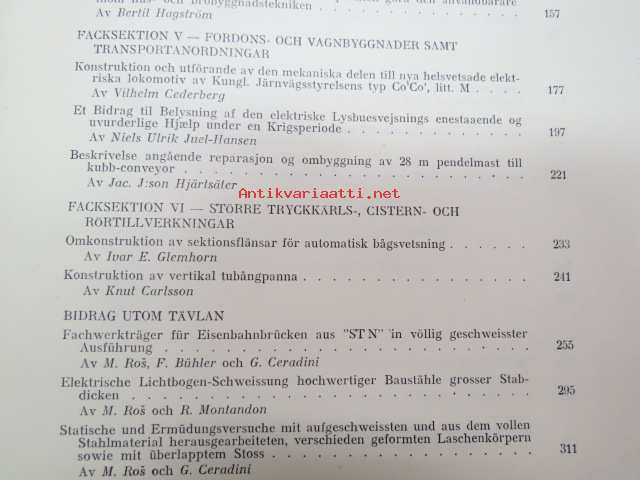 inom hus- och brobyggnadstekniken
Av Bertil Hagström 157
FACKSEKTION V — FORDONS- OCH VAGNBYGGNADER SAMT
TRANSPORTANORDNINGAR
Konstruktion och utförande av den mekaniska delen till nya helsvetsade elekt-
riska lokomotiv av Kungl. Järnvägsstyrelsens typ Co'Co', litt. M . . . . 177
Av Vilhelm Cederberg
Et Bidrag til Belysning af den elektriske Lysbuesvejsnings enestaaende og
uvurderlige Hjælp under en Krigsperiode . . . . . . . . . . 197
Av Niels Ulrik Juel-Hansen
Beskrivelse angående reparasjon og ombyggning av 28 m pendelmast till
kubb-conveyor . . . . . . . . . . . . . . . . 221
Av Jac. J:son Hjärtsäter
Antikvariaatti.net
FACKSEKTION VI — STÖRRE TRYCKKÄRLS-, CISTERN- OCH
RÖRTILLVERKNINGAR
Omkonstruktion av sektionsflänsar för automatisk bågsvetsning . . . . . 233
Av Ivar E. Glemhorn
Konstruktion av vertikal tubångpanna . . . . . . . . . . . . 241
Av Knut Carlsson
BIDRAG UTOM TÄVLAN
Fachwerkträger für Eisenbahnbrücken aus "ST N" in völlig geschweisster
Ausführung . . . . . . . . . . . . . . . . . 255
Av M. Roš, F. Bühler och G. Ceradini
Elektrische Lichtbogen-Schweissung hochwertiger Baustähle grosser Stab-
dicken . . . . . . . . . . . . . . . . . . 295
Av M. Roš och R. Montandon
Statische und Ermüdungsversuche mit aufgeschweissten und aus dem vollen
Stahlmaterial herausgearbeiteten, verschieden geformten Laschenkörpern
sowie mit überlapptem Stoss . . . . . . . . . . . . . 311
Av M. Roš och G. Ceradini